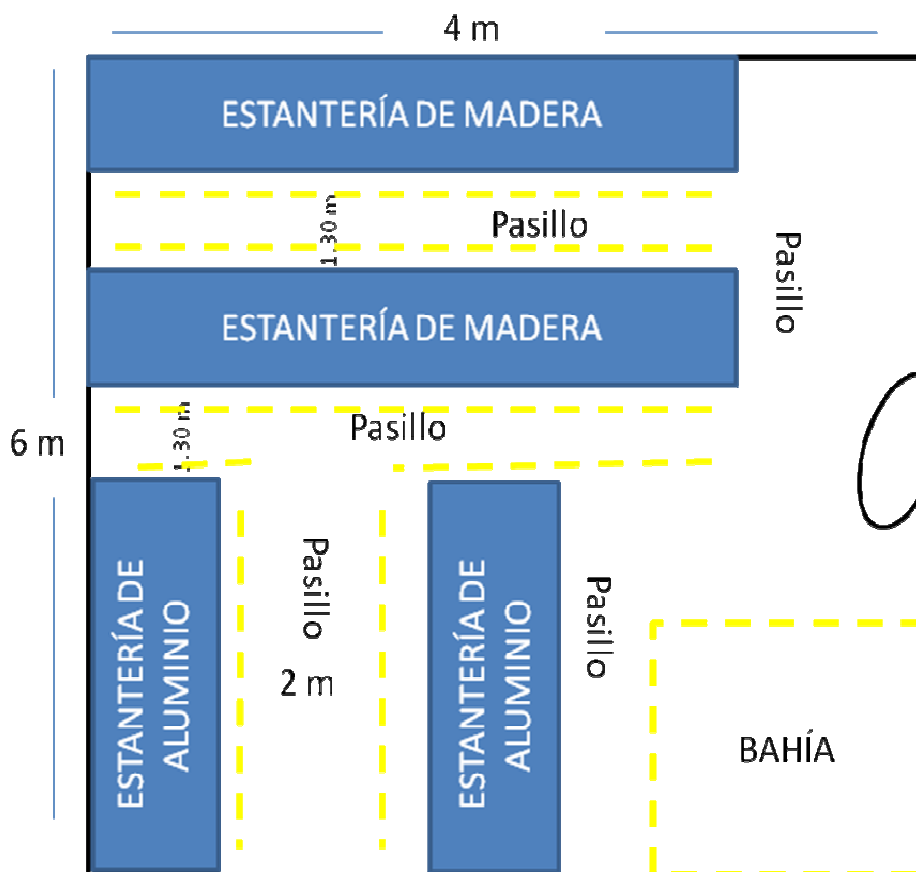 4 m
ESTANTERÍA DE MADERA
1.30 m
Pasillo
Pasillo
ESTANTERÍA DE MADERA
1.30 m
Pasillo
6 m
ESTANTERÍA DE
ALUMINIO
Pasillo
2 m
ESTANTERÍA DE
ALUMINIO
Pasillo
BAHÍA